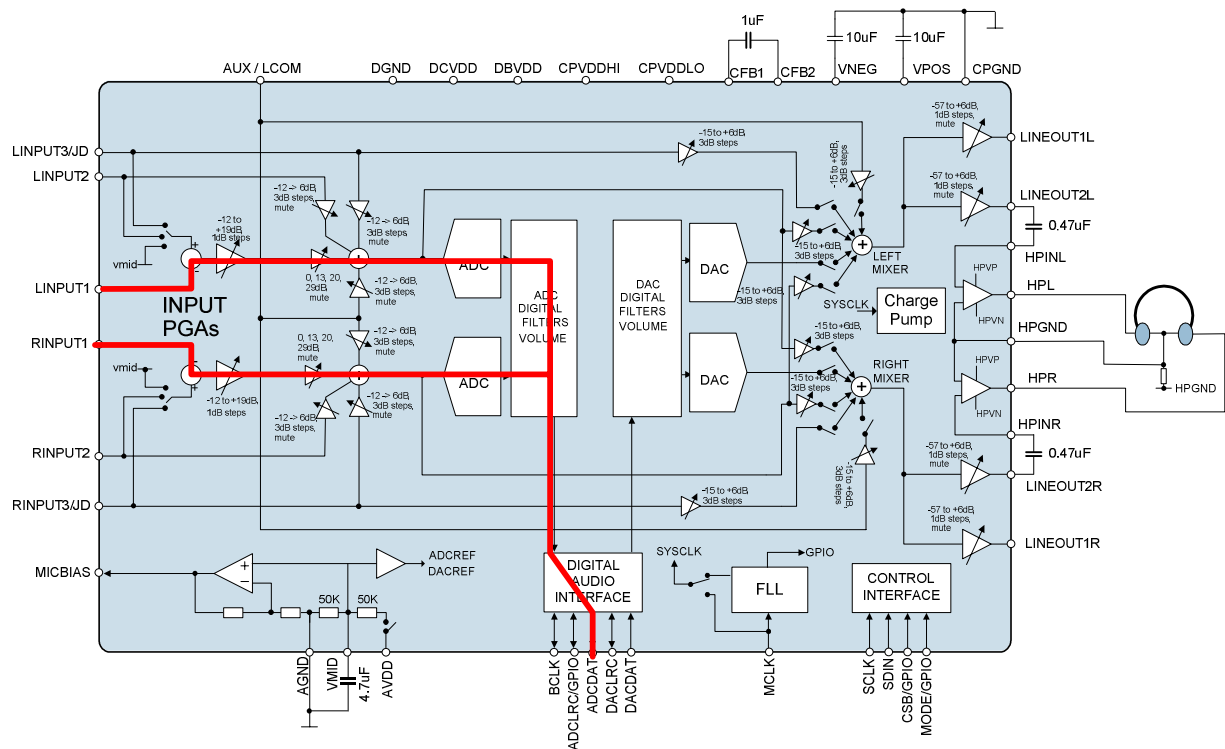 1uF
10uF
10uF
AUX / LCOM
DGND
DCVDD
DBVDD
CPVDDHI
CPVDDLO
CFB1
CFB2
VNEG
VPOS
CPGND
-57 to +6dB,
1dB steps,
mute
LINEOUT1L
LINPUT3/JD
-15 to +6dB,
3dB steps
-15 to +6dB,
3dB steps
LINPUT2
-12 -> 6dB,
3dB steps,
mute
-57 to +6dB,
1dB steps,
mute
LINEOUT2L
0.47uF
-12 to
+19dB,
1dB steps
-12 -> 6dB,
3dB steps,
mute
+
-
vmid
+
ADC
DAC
-15 to +6dB,
3dB steps
+
LEFT
MIXER
HPINL
LINPUT1
0, 13, 20,
29dB,
mute
-12 -> 6dB,
3dB steps,
mute
-15 to +6dB,
3dB steps
HPVP
HPVN
HPL
INPUT
PGAs
ADC
DIGITAL
FILTERS
VOLUME
DAC
DIGITAL
FILTERS
VOLUME
SYSCLK
Charge
Pump
RINPUT1
0, 13, 20,
29dB,
mute
-12 -> 6dB,
3dB steps,
mute
-15 to +6dB,
3dB steps
HPGND
vmid
-
+
-12 to +19dB,
1dB steps
+
ADC
DAC
-15 to +6dB,
3dB steps
RIGHT
MIXER
+
HPVP
HPVN
HPR
HPGND
-12 -> 6dB,
3dB steps,
mute
-12 -> 6dB,
3dB steps,
mute
HPINR
0.47uF
RINPUT2
-15 to +6dB,
3dB steps
-57 to +6dB,
1dB steps,
mute
LINEOUT2R
RINPUT3/JD
-15 to +6dB,
3dB steps
-57 to +6dB,
1dB steps,
mute
LINEOUT1R
MICBIAS
+
-
ADCREF
DACREF
50K
50K
DIGITAL
AUDIO
INTERFACE
SYSCLK
GPIO
FLL
CONTROL
INTERFACE
AGND
VMID
4.7uF
AVDD
BCLK
ADCLRC/GPIO
ADCDAT
DACLRC
DACDAT
MCLK
SCLK
SDIN
CSB/GPIO
MODE/GPIO